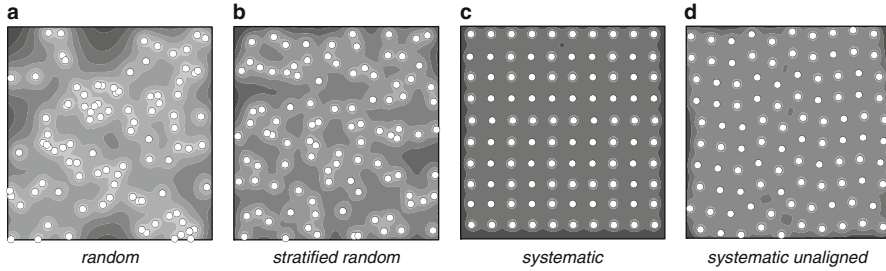 a b c d
random stratified random systematic systematic unaligned